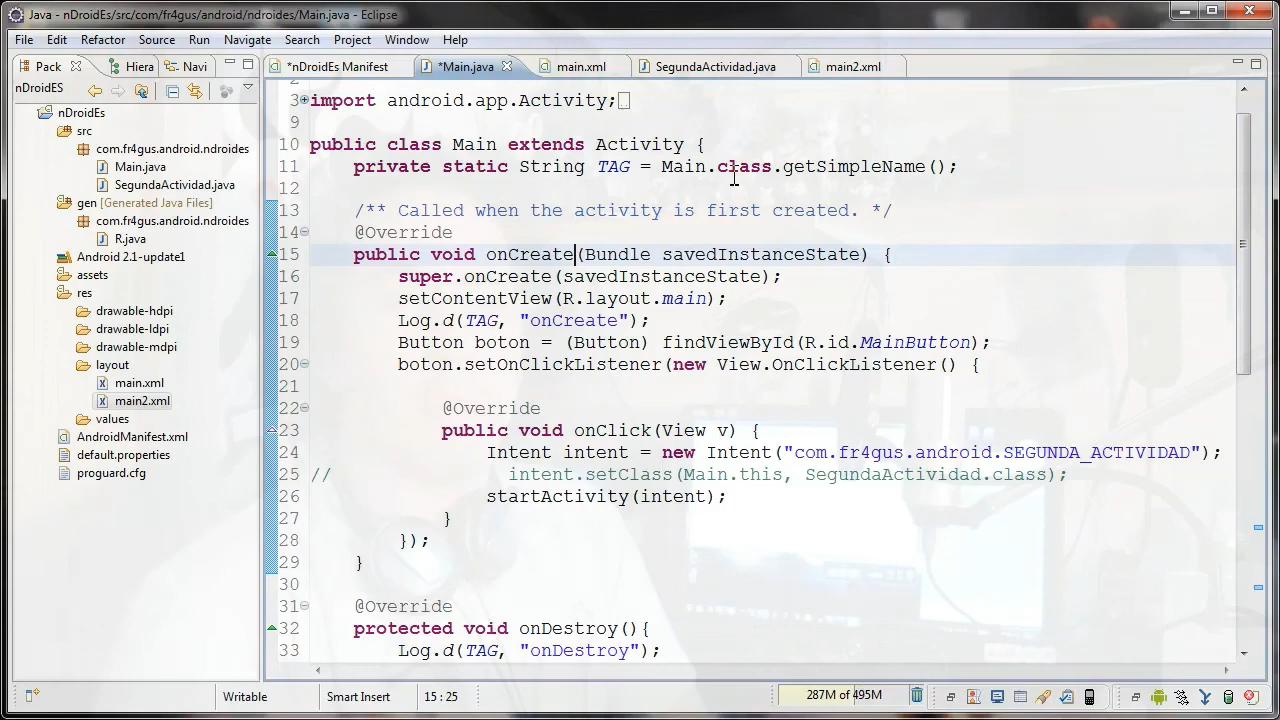 Java - nDroidEs/src/com/fr4gus/android/ndroides/Main.java - Eclipse
File Edit Refactor Source Run Navigate Search Project Window Help
Pack Hiera Navi
*nDroidEs Manifest *Main.java main.xml SegundaActividad.java main2.xml
nDroidES
nDroidEs
src
com.fr4gus.android.ndroides
Main.java
SegundaActividad.java
gen [Generated Java Files]
com.fr4gus.android.ndroides
R.java
Android 2.1-update1
assets
res
drawable-hdpi
drawable-ldpi
drawable-mdpi
layout
main.xml
main2.xml
values
AndroidManifest.xml
default.properties
proguard.cfg
2
3 import android.app.Activity;
9
10 public class Main extends Activity {
11 private static String TAG = Main.class.getSimpleName();
12
13 /** Called when the activity is first created. */
14 @Override
15 public void onCreate(Bundle savedInstanceState) {
16 super.onCreate(savedInstanceState);
17 setContentView(R.layout.main);
18 Log.d(TAG, "onCreate");
19 Button boton = (Button) findViewById(R.id.MainButton);
20 boton.setOnClickListener(new View.OnClickListener() {
21
22 @Override
23 public void onClick(View v) {
24 Intent intent = new Intent("com.fr4gus.android.SEGUNDA_ACTIVIDAD");
25 // intent.setClass(Main.this, SegundaActividad.class);
26 startActivity(intent);
27 }
28 });
29 }
30
31 @Override
32 protected void onDestroy(){
33 Log.d(TAG, "onDestroy");
Writable Smart Insert 15 : 25 287M of 495M